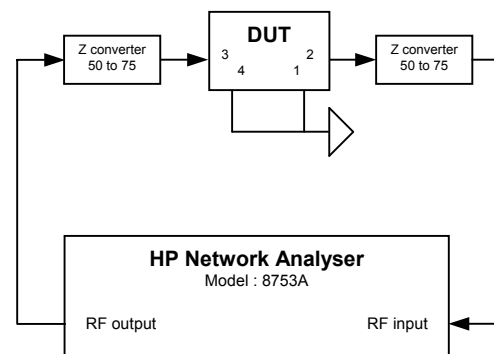 DUT
Z converter
50 to 75
3
2
4
1
Z converter
50 to 75
HP Network Analyser
Model : 8753A
RF output
RF input